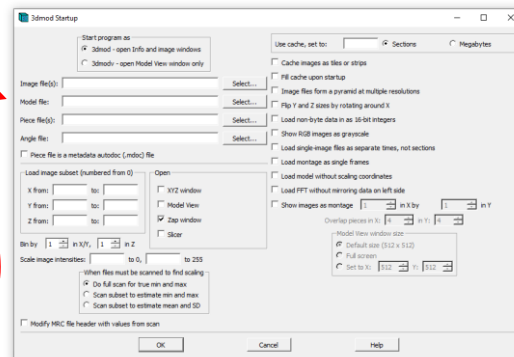 3dmod Startup
Start program as
3dmod - open Info and image windows
3dmodv - open Model View window only
Image file(s): Select...
Model file: Select...
Piece file(s): Select...
Angle file: Select...
Piece file is a metadata autodoc (.mdoc) file
Load image subset (numbered from 0)
X from: to:
Y from: to:
Z from: to:
Open
XYZ window
Model View
Zap window
Slicer
Bin by 1 in X/Y, 1 in Z
Scale image intensities: to 0, to 255
When files must be scanned to find scaling
Do full scan for true min and max
Scan subset to estimate min and max
Scan subset to estimate mean and SD
Modify MRC file header with values from scan
Use cache, set to: Sections Megabytes
Cache images as tiles or strips
Fill cache upon startup
Image files form a pyramid at multiple resolutions
Flip Y and Z sizes by rotating around X
Load non-byte data in as 16-bit integers
Show RGB images as grayscale
Load single-image files as separate times, not sections
Load montage as single frames
Load model without scaling coordinates
Load FFT without mirroring data on left side
Show images as montage 1 in X by 1 in Y
Overlap pieces in X: 4 in Y: 4
Model View window size
Default size (512 x 512)
Full screen
Set to X: 512 Y: 512
OK Cancel Help